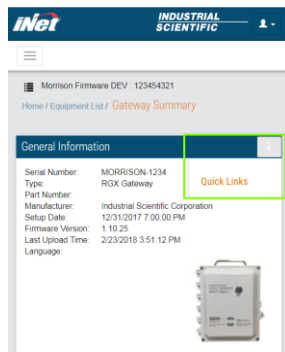 iNet
INDUSTRIAL
SCIENTIFIC
Morrison Firmware DEV : 123454321
Home / Equipment List / Gateway Summary
General Information
Serial Number: MORRISON-1234
Type: RGX Gateway
Part Number:
Manufacturer: Industrial Scientific Corporation
Setup Date: 12/31/2017 7:00:00 PM
Firmware Version: 1.10.25
Last Upload Time: 2/23/2018 3:51:12 PM
Language:
Quick Links